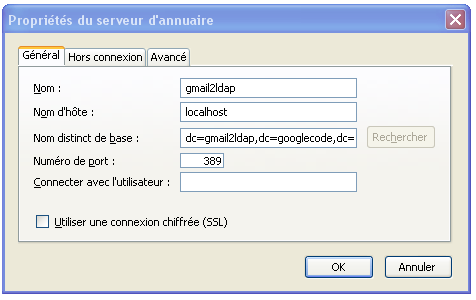 Propriétés du serveur d'annuaire
Général Hors connexion Avancé
Nom : gmail2ldap
Nom d'hôte : localhost
Nom distinct de base : dc=gmail2ldap,dc=googlecode,dc= Rechercher
Numéro de port : 389
Connecter avec l'utilisateur :
Utiliser une connexion chiffrée (SSL)
OK Annuler